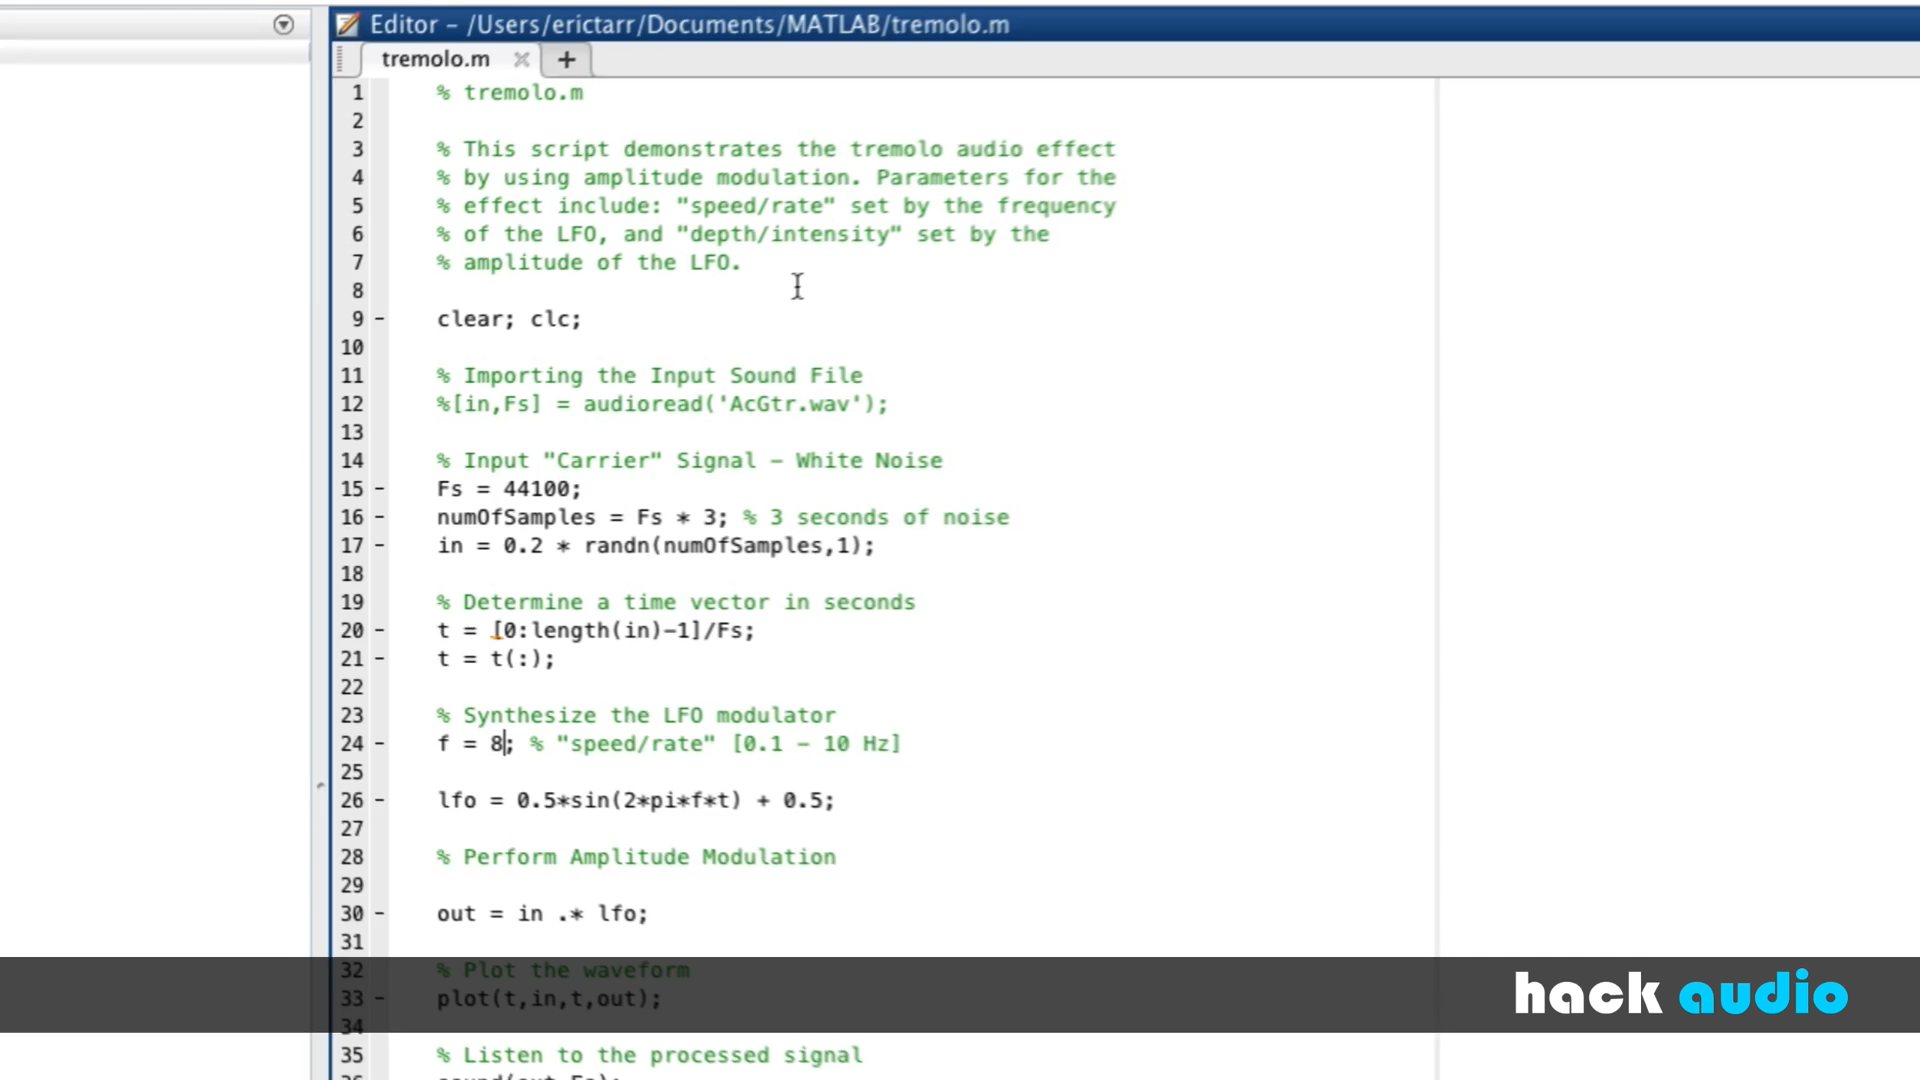 Editor – /Users/erictarr/Documents/MATLAB/tremolo.m
tremolo.m × +
1 % tremolo.m
2
3 % This script demonstrates the tremolo audio effect
4 % by using amplitude modulation. Parameters for the
5 % effect include: "speed/rate" set by the frequency
6 % of the LFO, and "depth/intensity" set by the
7 % amplitude of the LFO.
8
9 - clear; clc;
10
11 % Importing the Input Sound File
12 %[in,Fs] = audioread('AcGtr.wav');
13
14 % Input "Carrier" Signal – White Noise
15 - Fs = 44100;
16 - numOfSamples = Fs * 3; % 3 seconds of noise
17 - in = 0.2 * randn(numOfSamples,1);
18
19 % Determine a time vector in seconds
20 - t = [0:length(in)-1]/Fs;
21 - t = t(:);
22
23 % Synthesize the LFO modulator
24 - f = 8; % "speed/rate" [0.1 – 10 Hz]
25
26 - lfo = 0.5*sin(2*pi*f*t) + 0.5;
27
28 % Perform Amplitude Modulation
29
30 - out = in .* lfo;
31
32 % Plot the waveform
33 - plot(t,in,t,out);
34
35 % Listen to the processed signal
hack audio